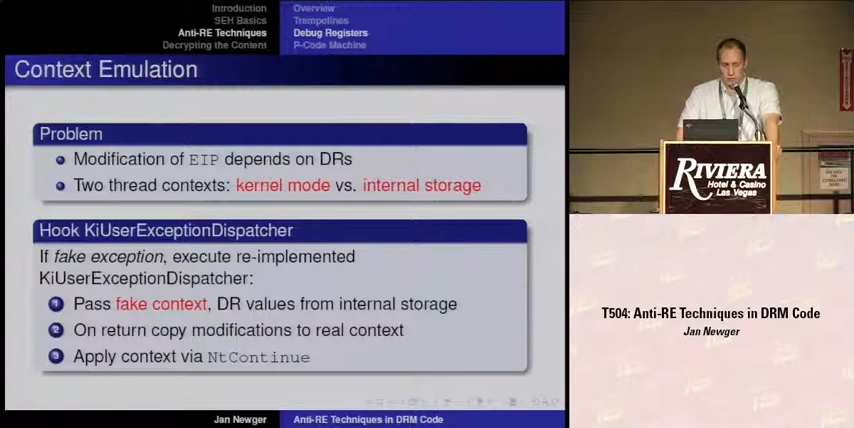 Introduction
SEH Basics
Anti-RE Techniques
Decrypting the Content
Overview
Trampolines
Debug Registers
P-Code Machine
Context Emulation
Problem
Modification of EIP depends on DRs
Two thread contexts: kernel mode vs. internal storage
Hook KiUserExceptionDispatcher
If fake exception, execute re-implemented
KiUserExceptionDispatcher:
1 Pass fake context, DR values from internal storage
2 On return copy modifications to real context
3 Apply context via NtContinue
Jan Newger
Anti-RE Techniques in DRM Code
RIVIERA
Hotel & Casino
Las Vegas
T504: Anti-RE Techniques in DRM Code
Jan Newger